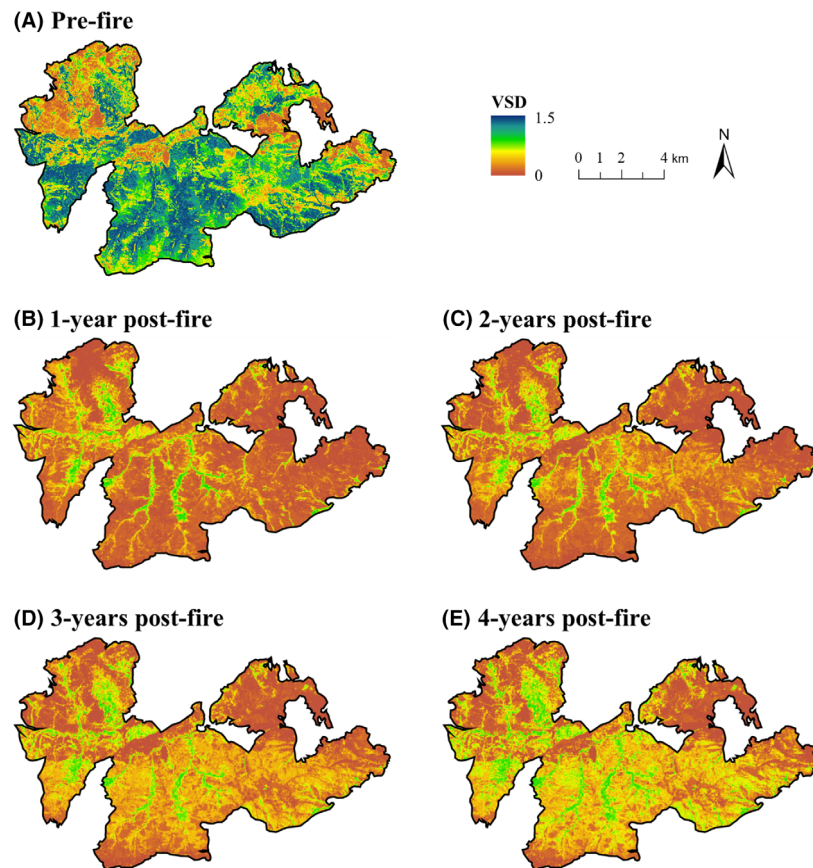 (A) Pre-fire
VSD
1.5
0
N
0 1 2 4 km
(B) 1-year post-fire
(C) 2-years post-fire
(D) 3-years post-fire
(E) 4-years post-fire